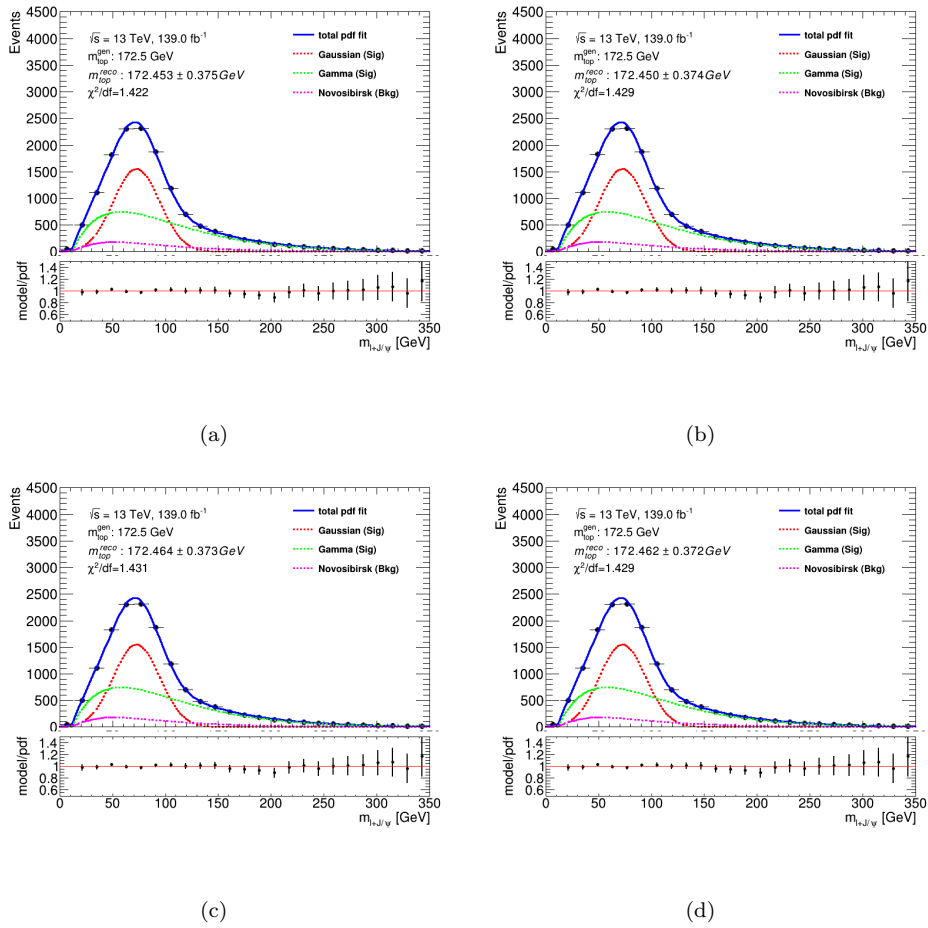 Events
4500
4000
3500
3000
2500
2000
1500
1000
500
0
√s = 13 TeV, 139.0 fb⁻¹
m_top^gen: 172.5 GeV
m_top^reco : 172.453 ± 0.375GeV
χ²/df=1.422
total pdf fit
Gaussian (Sig)
Gamma (Sig)
Novosibirsk (Bkg)
model/pdf
1.4
1.2
1
0.8
0.6
0 50 100 150 200 250 300 350
m_l+J/ψ [GeV]
(a)
Events
4500
4000
3500
3000
2500
2000
1500
1000
500
0
√s = 13 TeV, 139.0 fb⁻¹
m_top^gen: 172.5 GeV
m_top^reco : 172.450 ± 0.374GeV
χ²/df=1.429
total pdf fit
Gaussian (Sig)
Gamma (Sig)
Novosibirsk (Bkg)
model/pdf
1.4
1.2
1
0.8
0.6
0 50 100 150 200 250 300 350
m_l+J/ψ [GeV]
(b)
Events
4500
4000
3500
3000
2500
2000
1500
1000
500
0
√s = 13 TeV, 139.0 fb⁻¹
m_top^gen: 172.5 GeV
m_top^reco : 172.464 ± 0.373GeV
χ²/df=1.431
total pdf fit
Gaussian (Sig)
Gamma (Sig)
Novosibirsk (Bkg)
model/pdf
1.4
1.2
1
0.8
0.6
0 50 100 150 200 250 300 350
m_l+J/ψ [GeV]
(c)
Events
4500
4000
3500
3000
2500
2000
1500
1000
500
0
√s = 13 TeV, 139.0 fb⁻¹
m_top^gen: 172.5 GeV
m_top^reco : 172.462 ± 0.372GeV
χ²/df=1.429
total pdf fit
Gaussian (Sig)
Gamma (Sig)
Novosibirsk (Bkg)
model/pdf
1.4
1.2
1
0.8
0.6
0 50 100 150 200 250 300 350
m_l+J/ψ [GeV]
(d)